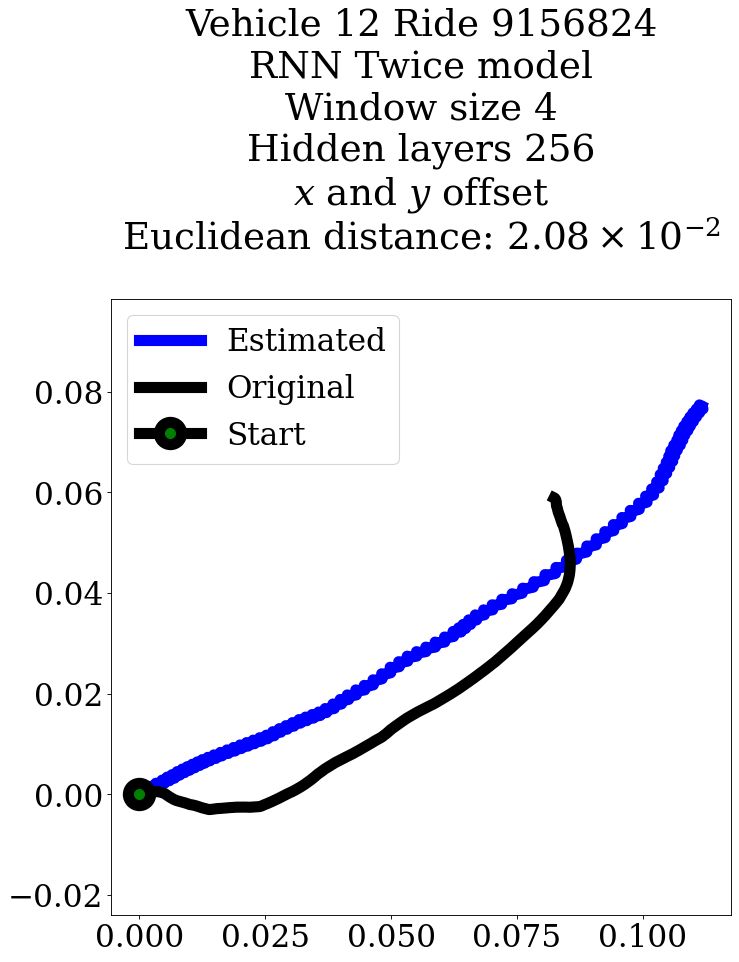 Vehicle 12 Ride 9156824
RNN Twice model
Window size 4
Hidden layers 256
x and y offset
Euclidean distance: 2.08 × 10⁻²
Estimated
Original
Start
0.08
0.06
0.04
0.02
0.00
−0.02
0.000 0.025 0.050 0.075 0.100